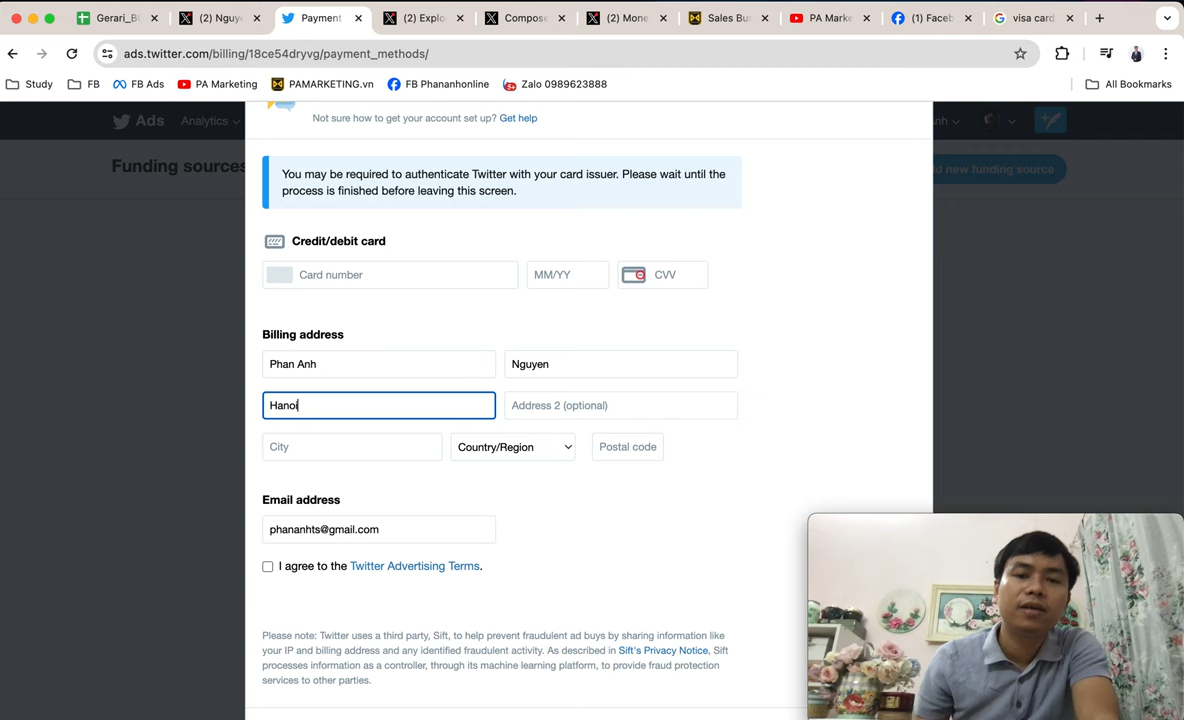 Gerari_B
(2) Nguy
Payment
(2) Explo
Compose
(2) Mone
Sales Bu
PA Marke
(1) Faceb
visa card
ads.twitter.com/billing/18ce54dryvg/payment_methods/
Study
FB
FB Ads
PA Marketing
PAMARKETING.vn
FB Phananhonline
Zalo 0989623888
All Bookmarks
Ads
Analytics
nh
Not sure how to get your account set up? Get help
Funding sources
d new funding source
You may be required to authenticate Twitter with your card issuer. Please wait until the
process is finished before leaving this screen.
Credit/debit card
Card number
MM/YY
CVV
Billing address
Phan Anh
Nguyen
Hanoi
Address 2 (optional)
City
Country/Region
Postal code
Email address
phananhts@gmail.com
I agree to the Twitter Advertising Terms.
Please note: Twitter uses a third party, Sift, to help prevent fraudulent ad buys by sharing information like
your IP and billing address and any identified fraudulent activity. As described in Sift's Privacy Notice, Sift
processes information as a controller, through its machine learning platform, to provide fraud protection
services to other parties.